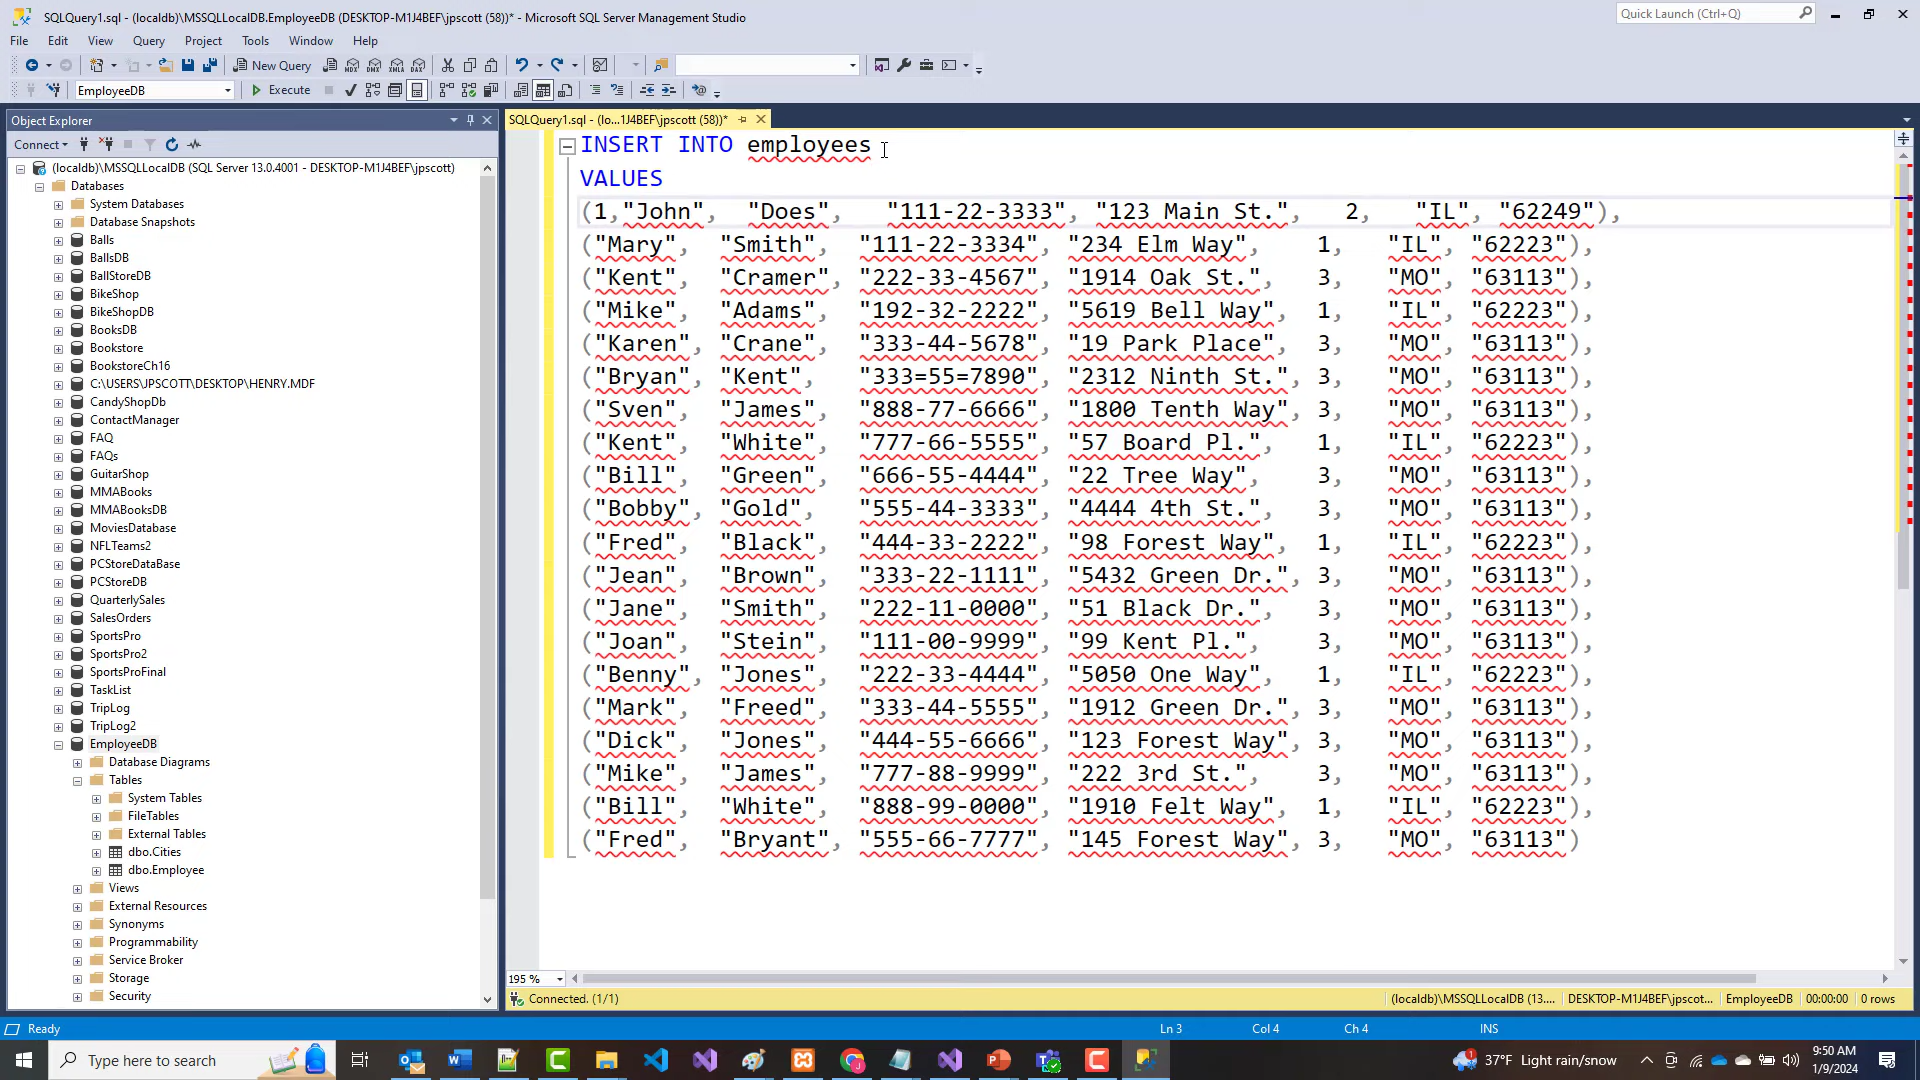 SQLQuery1.sql - (localdb)\MSSQLLocalDB.EmployeeDB (DESKTOP-M1J4BEF\jpscott (58))* - Microsoft SQL Server Management Studio
Quick Launch (Ctrl+Q)
File Edit View Query Project Tools Window Help
New Query
EmployeeDB
Execute
Object Explorer
SQLQuery1.sql - (lo...1J4BEF\jpscott (58))*
Connect
(localdb)\MSSQLLocalDB (SQL Server 13.0.4001 - DESKTOP-M1J4BEF\jpscott)
Databases
System Databases
Database Snapshots
Balls
BallsDB
BallStoreDB
BikeShop
BikeShopDB
BooksDB
Bookstore
BookstoreCh16
C:\USERS\JPSCOTT\DESKTOP\HENRY.MDF
CandyShopDb
ContactManager
FAQ
FAQs
GuitarShop
MMABooks
MMABooksDB
MoviesDatabase
NFLTeams2
PCStoreDataBase
PCStoreDB
QuarterlySales
SalesOrders
SportsPro
SportsPro2
SportsProFinal
TaskList
TripLog
TripLog2
EmployeeDB
Database Diagrams
Tables
System Tables
FileTables
External Tables
dbo.Cities
dbo.Employee
Views
External Resources
Synonyms
Programmability
Service Broker
Storage
Security
INSERT INTO employees
VALUES
(1,"John", "Does", "111-22-3333", "123 Main St.", 2, "IL", "62249"),
("Mary", "Smith", "111-22-3334", "234 Elm Way", 1, "IL", "62223"),
("Kent", "Cramer", "222-33-4567", "1914 Oak St.", 3, "MO", "63113"),
("Mike", "Adams", "192-32-2222", "5619 Bell Way", 1, "IL", "62223"),
("Karen", "Crane", "333-44-5678", "19 Park Place", 3, "MO", "63113"),
("Bryan", "Kent", "333=55=7890", "2312 Ninth St.", 3, "MO", "63113"),
("Sven", "James", "888-77-6666", "1800 Tenth Way", 3, "MO", "63113"),
("Kent", "White", "777-66-5555", "57 Board Pl.", 1, "IL", "62223"),
("Bill", "Green", "666-55-4444", "22 Tree Way", 3, "MO", "63113"),
("Bobby", "Gold", "555-44-3333", "4444 4th St.", 3, "MO", "63113"),
("Fred", "Black", "444-33-2222", "98 Forest Way", 1, "IL", "62223"),
("Jean", "Brown", "333-22-1111", "5432 Green Dr.", 3, "MO", "63113"),
("Jane", "Smith", "222-11-0000", "51 Black Dr.", 3, "MO", "63113"),
("Joan", "Stein", "111-00-9999", "99 Kent Pl.", 3, "MO", "63113"),
("Benny", "Jones", "222-33-4444", "5050 One Way", 1, "IL", "62223"),
("Mark", "Freed", "333-44-5555", "1912 Green Dr.", 3, "MO", "63113"),
("Dick", "Jones", "444-55-6666", "123 Forest Way", 3, "MO", "63113"),
("Mike", "James", "777-88-9999", "222 3rd St.", 3, "MO", "63113"),
("Bill", "White", "888-99-0000", "1910 Felt Way", 1, "IL", "62223"),
("Fred", "Bryant", "555-66-7777", "145 Forest Way", 3, "MO", "63113")
195 %
Connected. (1/1)
(localdb)\MSSQLLocalDB (13.... DESKTOP-M1J4BEF\jpscot... EmployeeDB 00:00:00 0 rows
Ready
Ln 3 Col 4 Ch 4 INS
Type here to search
37°F Light rain/snow
9:50 AM
1/9/2024